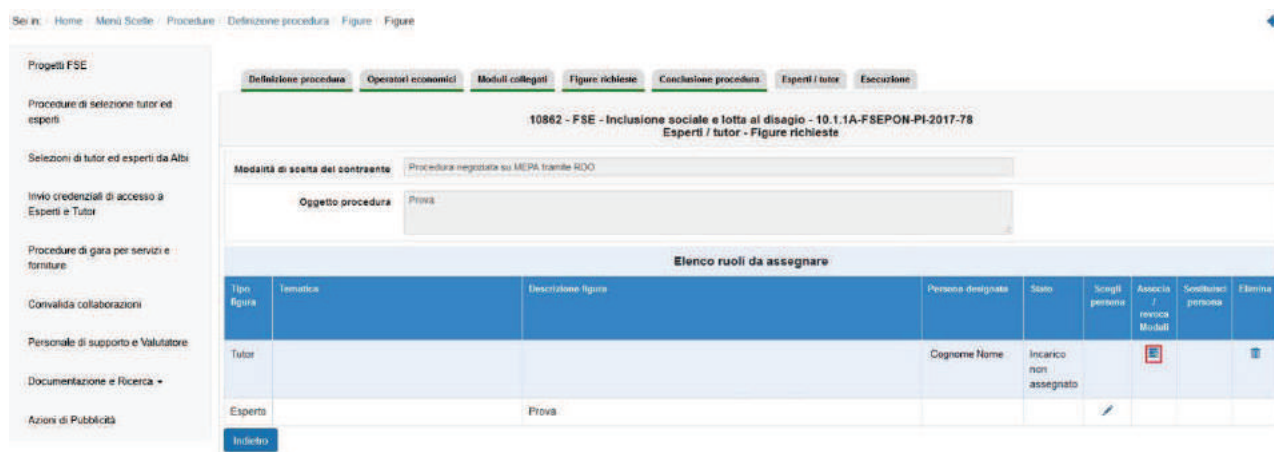 Sei in: Home Menù Scelte Procedure Definizione procedura Figure Figure
Progetti FSE
Procedure di selezione tutor ed
esperti
Selezioni di tutor ed esperti da Albi
Invio credenziali di accesso a
Esperti e Tutor
Procedure di gara per servizi e
forniture
Convalida collaborazioni
Personale di supporto e Valutatore
Documentazione e Ricerca
Azioni di Pubblicità
Definizione procedura Operatori economici Moduli collegati Figure richieste Conclusione procedura Esperti / tutor Esecuzione
10862 - FSE - Inclusione sociale e lotta al disagio - 10.1.1A-FSEPON-PI-2017-78
Esperti / tutor - Figure richieste
Modalità di scelta del contraente Procedura negoziata su MEPA tramite RDO
Oggetto procedura Prova
Elenco ruoli da assegnare
Tipo figura Tematica Descrizione figura Persona designata Stato Scegli persona Associa / revoca Moduli Sostituisci persona Elimina
Tutor Cognome Nome Incarico non assegnato
Esperto Prova
Indietro